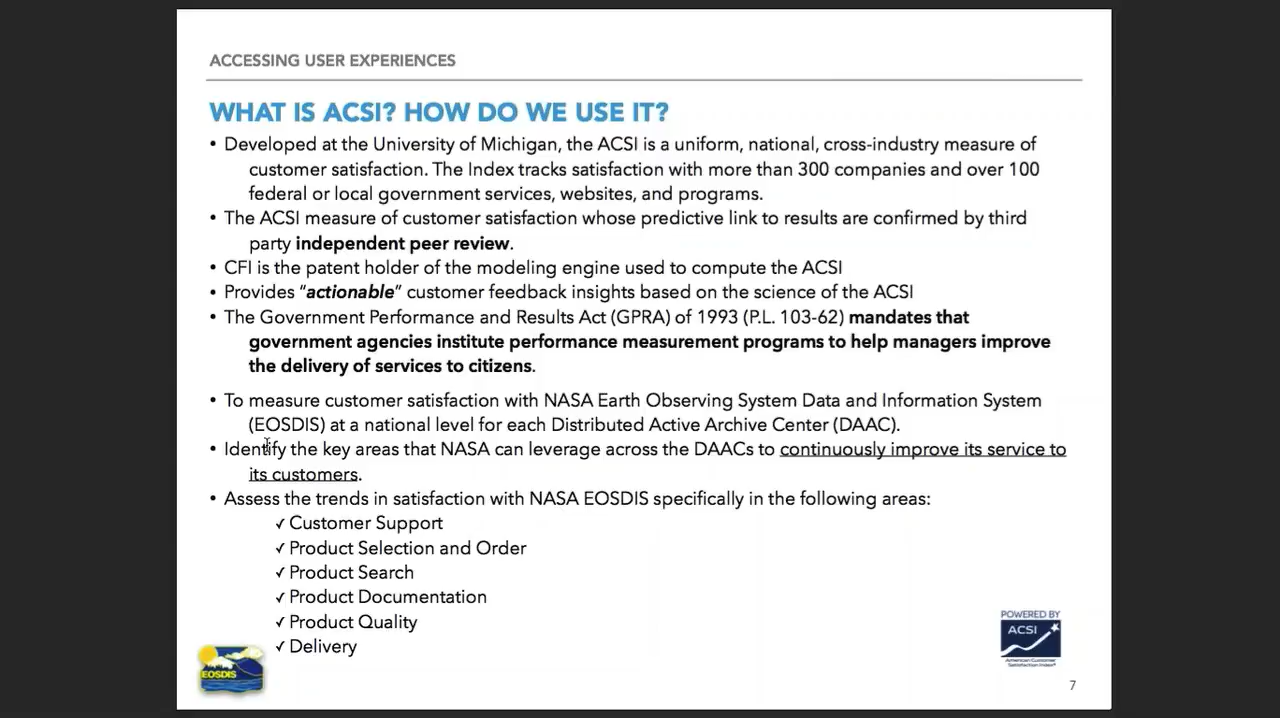 ACCESSING USER EXPERIENCES
WHAT IS ACSI? HOW DO WE USE IT?
• Developed at the University of Michigan, the ACSI is a uniform, national, cross-industry measure of
customer satisfaction. The Index tracks satisfaction with more than 300 companies and over 100
federal or local government services, websites, and programs.
• The ACSI measure of customer satisfaction whose predictive link to results are confirmed by third
party independent peer review.
• CFI is the patent holder of the modeling engine used to compute the ACSI
• Provides “actionable” customer feedback insights based on the science of the ACSI
• The Government Performance and Results Act (GPRA) of 1993 (P.L. 103-62) mandates that
government agencies institute performance measurement programs to help managers improve
the delivery of services to citizens.
• To measure customer satisfaction with NASA Earth Observing System Data and Information System
(EOSDIS) at a national level for each Distributed Active Archive Center (DAAC).
• Identify the key areas that NASA can leverage across the DAACs to continuously improve its service to
its customers.
• Assess the trends in satisfaction with NASA EOSDIS specifically in the following areas:
✓ Customer Support
✓ Product Selection and Order
✓ Product Search
✓ Product Documentation
✓ Product Quality
✓ Delivery
EOSDIS
POWERED BY
ACSI
American Customer
Satisfaction Index®
7